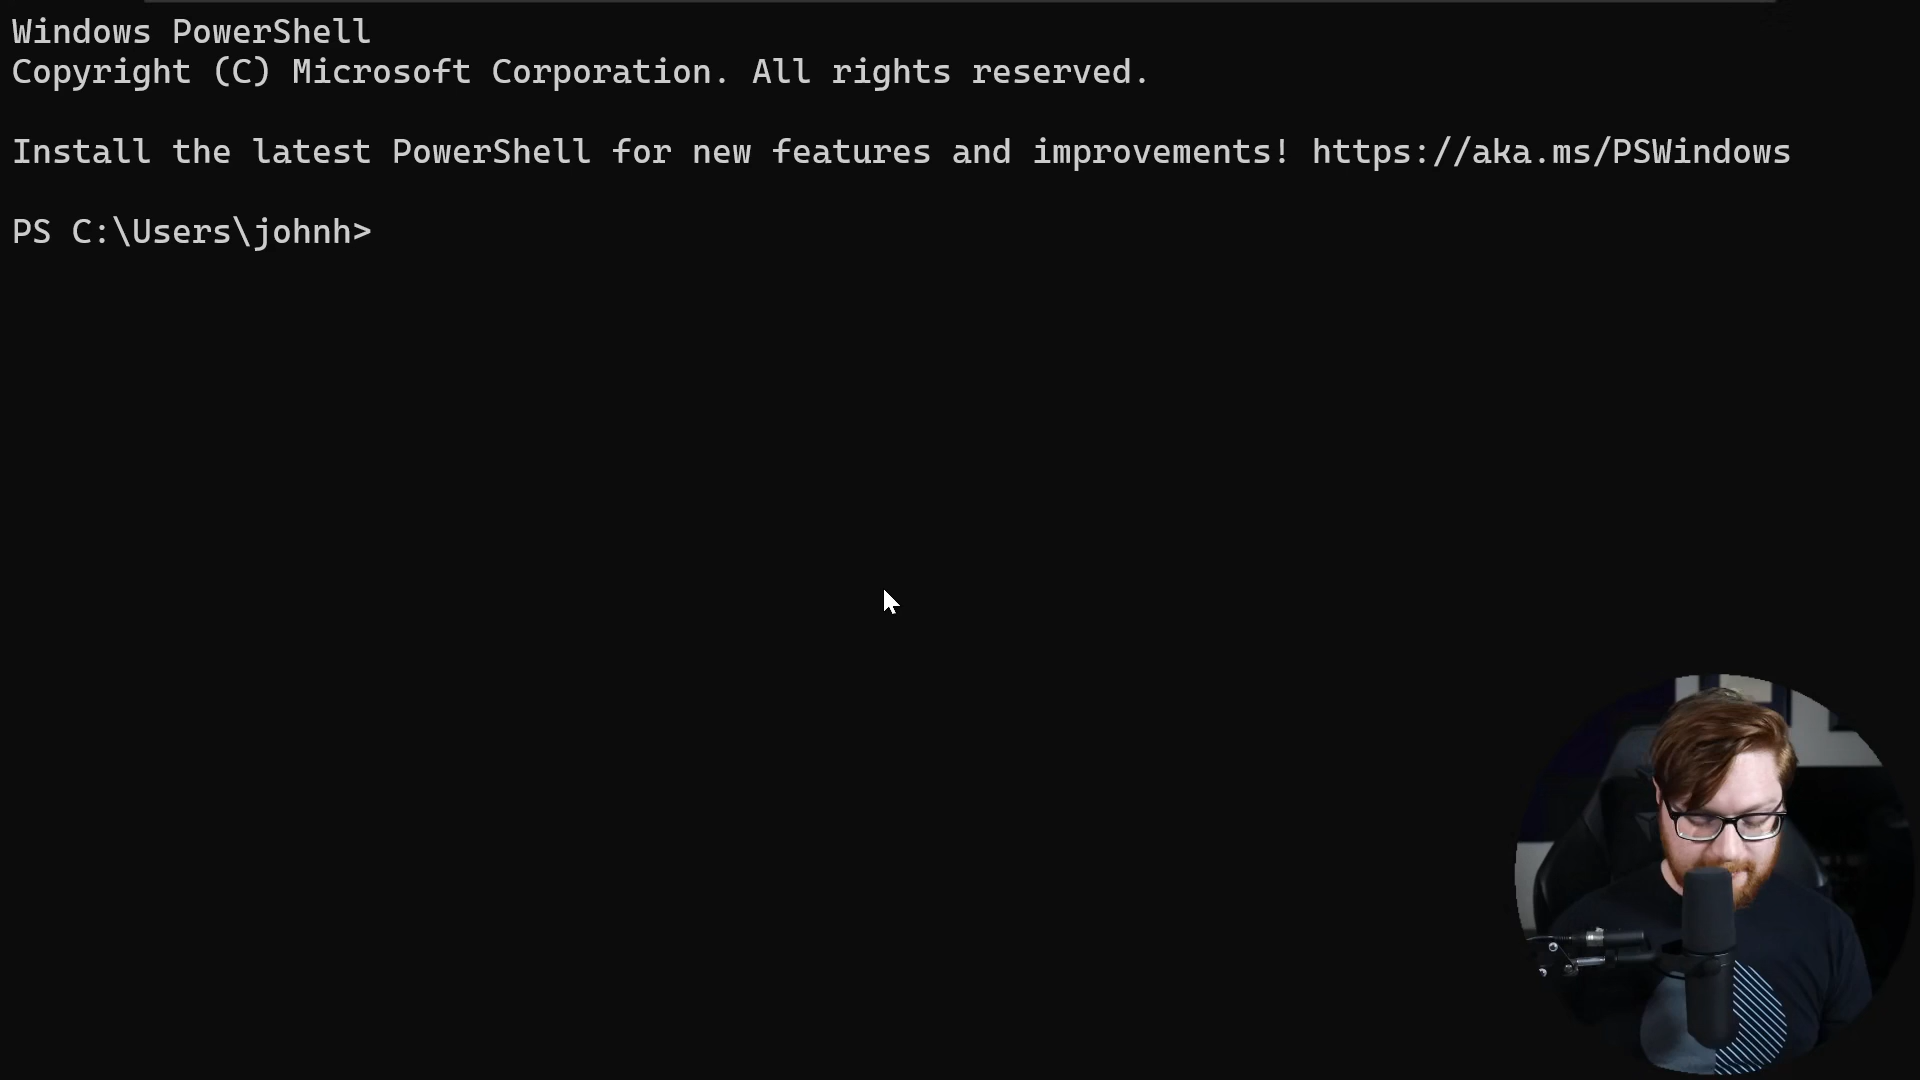 Windows PowerShell
Copyright (C) Microsoft Corporation. All rights reserved.
Install the latest PowerShell for new features and improvements! https://aka.ms/PSWindows
PS C:\Users\johnh>